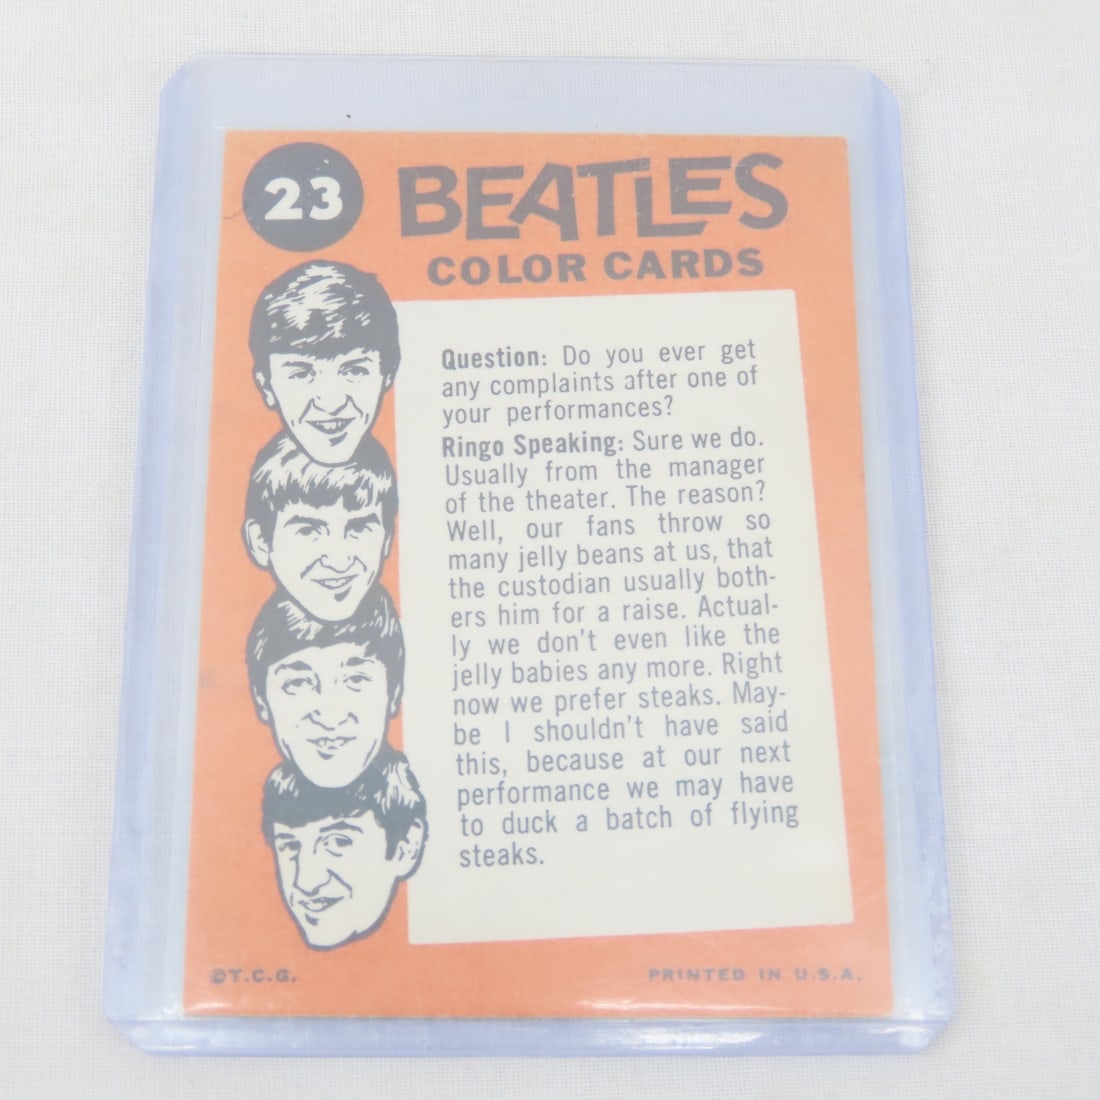 23
BEATLES
COLOR CARDS
Question: Do you ever get
any complaints after one of
your performances?
Ringo Speaking: Sure we do.
Usually from the manager
of the theater. The reason?
Well, our fans throw so
many jelly beans at us, that
the custodian usually both-
ers him for a raise. Actual-
ly we don't even like the
jelly babies any more. Right
now we prefer steaks. May-
be I shouldn't have said
this, because at our next
performance we may have
to duck a batch of flying
steaks.
©T.C.G.
PRINTED IN U.S.A.